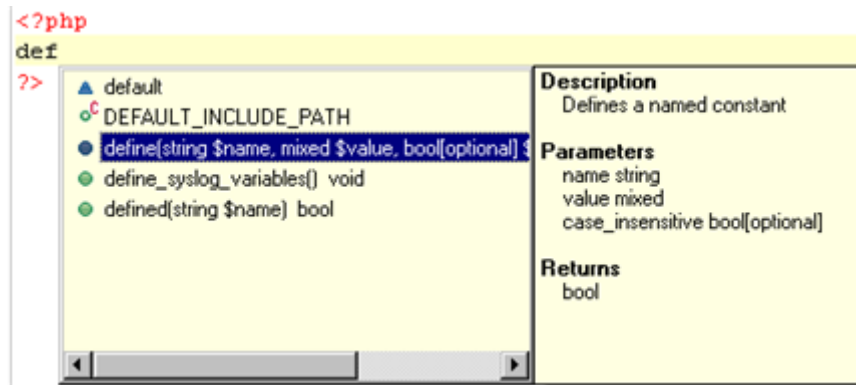 <?php
def
?>
default
DEFAULT_INCLUDE_PATH
define(string $name, mixed $value, bool[optional] $
define_syslog_variables() void
defined(string $name) bool
Description
Defines a named constant
Parameters
name string
value mixed
case_insensitive bool[optional]
Returns
bool